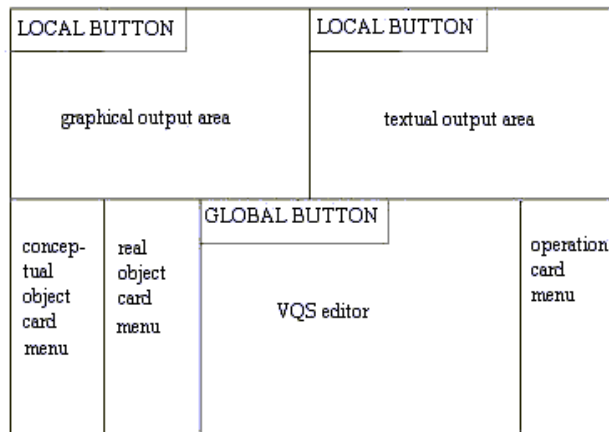 LOCAL BUTTON
LOCAL BUTTON
graphical output area
textual output area
GLOBAL BUTTON
concep-
tual
object
card
menu
real
object
card
menu
VQS editor
operation
card
menu